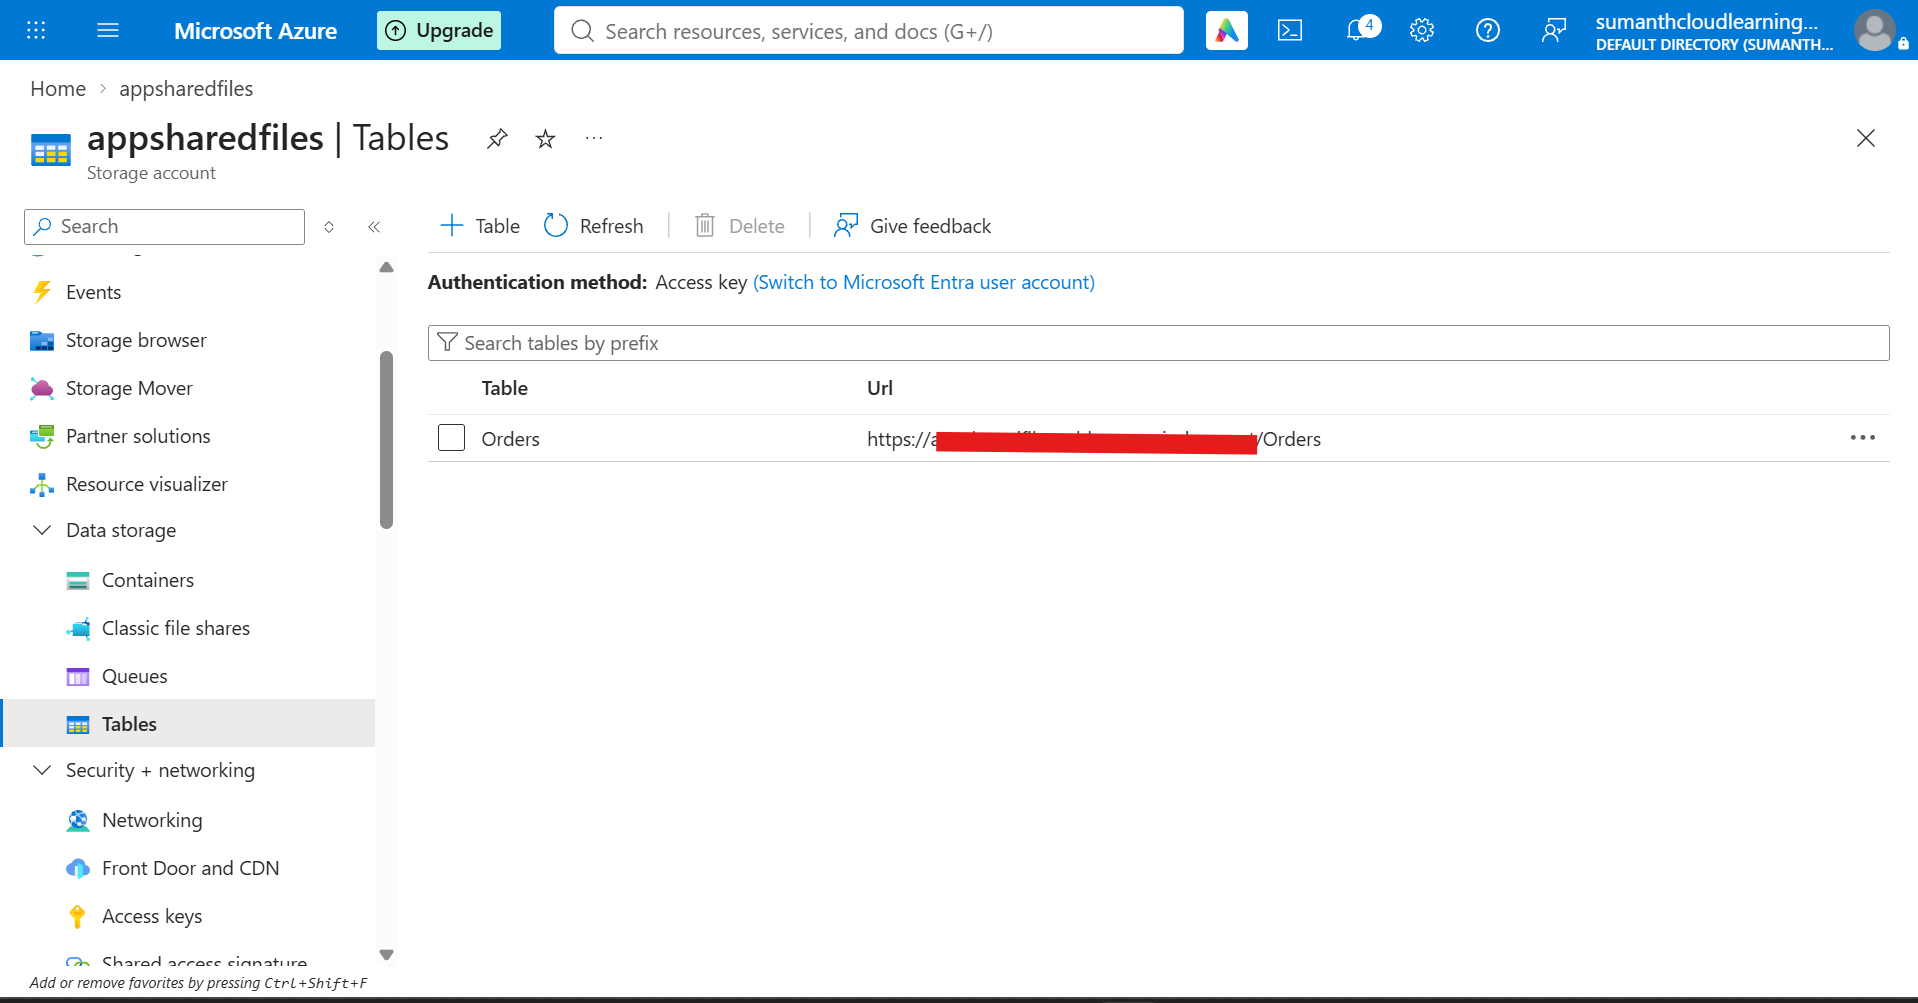 Microsoft Azure
Upgrade
Search resources, services, and docs (G+/)
4
sumanthcloudlearning...
DEFAULT DIRECTORY (SUMANTH...
Home > appsharedfiles
appsharedfiles | Tables
Storage account
Search
Table
Refresh
Delete
Give feedback
Authentication method: Access key (Switch to Microsoft Entra user account)
Search tables by prefix
Table Url
Orders https:// /Orders
Events
Storage browser
Storage Mover
Partner solutions
Resource visualizer
Data storage
Containers
Classic file shares
Queues
Tables
Security + networking
Networking
Front Door and CDN
Access keys
Shared access signature
Add or remove favorites by pressing Ctrl+Shift+F